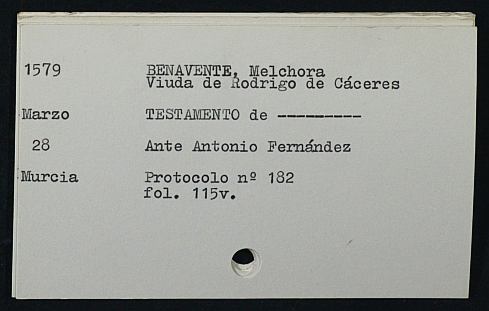 1579 BENAVENTE, Melchora
Viuda de Rodrigo de Cáceres
Marzo TESTAMENTO de ---------
28 Ante Antonio Fernández
Murcia Protocolo nº 182
fol. 115v.